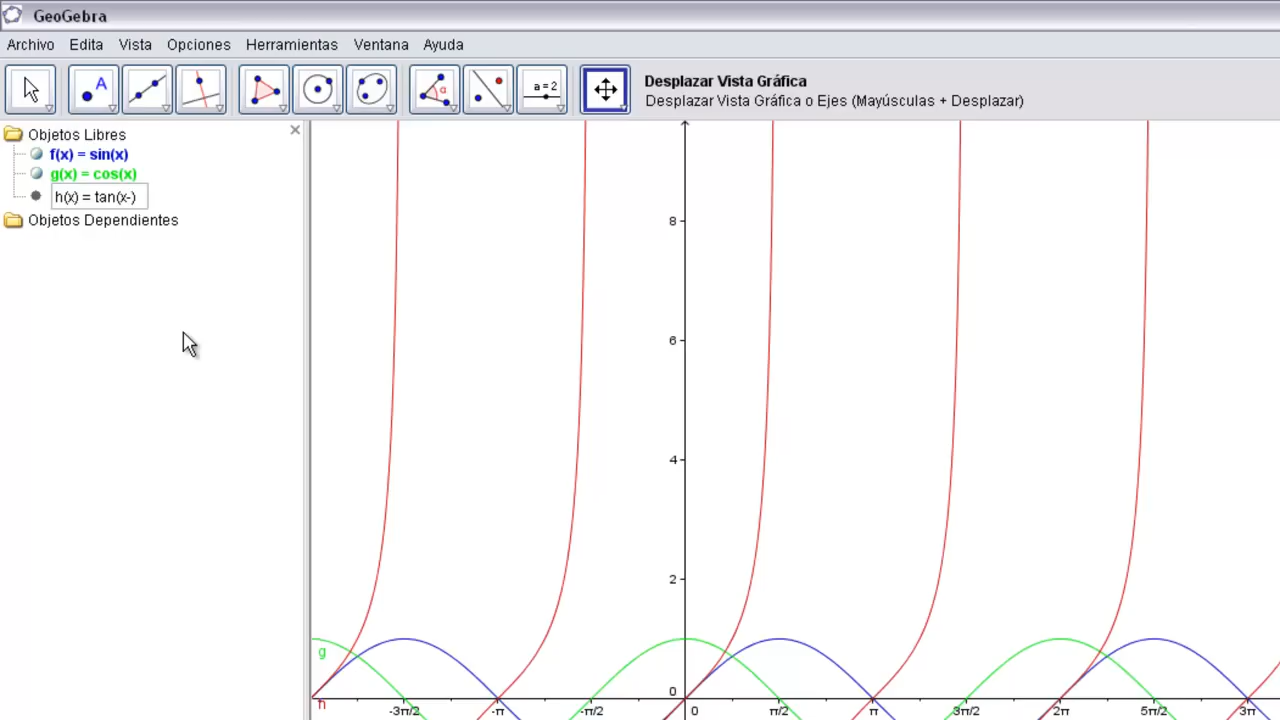 GeoGebra
Archivo Edita Vista Opciones Herramientas Ventana Ayuda
A
α
a = 2
Desplazar Vista Gráfica
Desplazar Vista Gráfica o Ejes (Mayúsculas + Desplazar)
Objetos Libres
f(x) = sin(x)
g(x) = cos(x)
h(x) = tan(x-)
Objetos Dependientes
8
6
4
2
0
g
h
-3π/2 -π -π/2 0 π/2 π 3π/2 2π 5π/2 3π